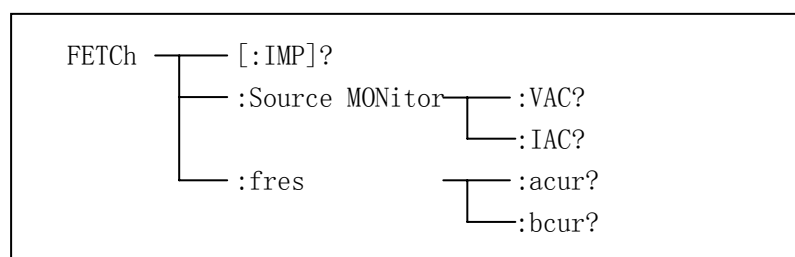 FETCh [:IMP]?
:Source MONitor :VAC?
:IAC?
:fres :acur?
:bcur?